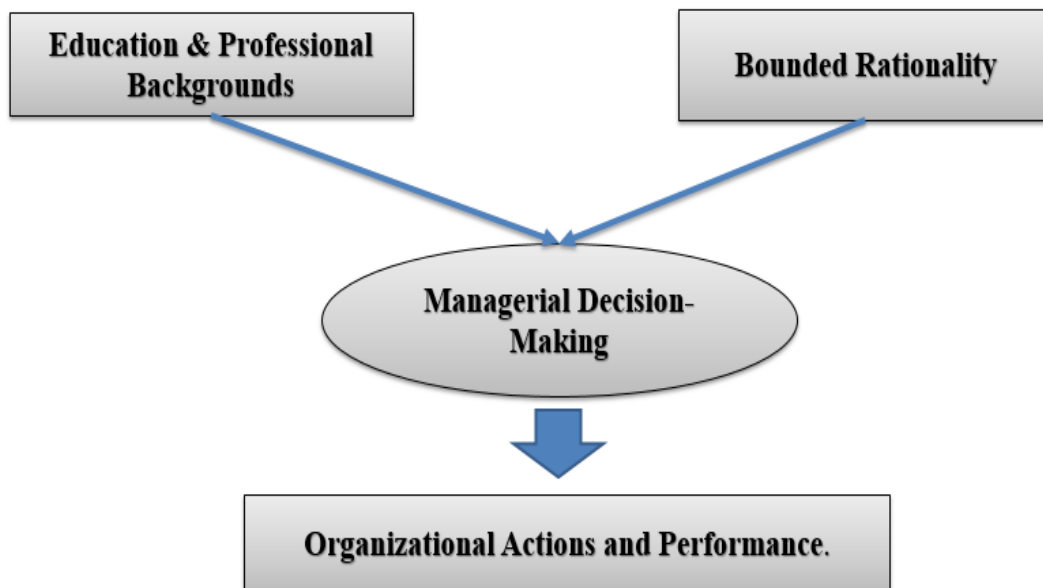 Education & Professional
Backgrounds
Bounded Rationality
Managerial Decision-
Making
Organizational Actions and Performance.